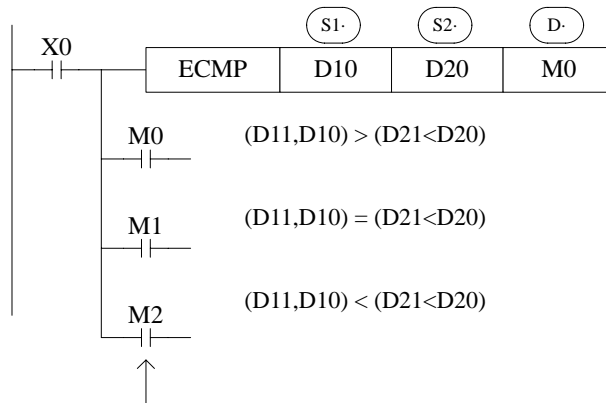 S1· S2· D·
X0
ECMP D10 D20 M0
M0 (D11,D10) > (D21<D20)
M1 (D11,D10) = (D21<D20)
M2 (D11,D10) < (D21<D20)